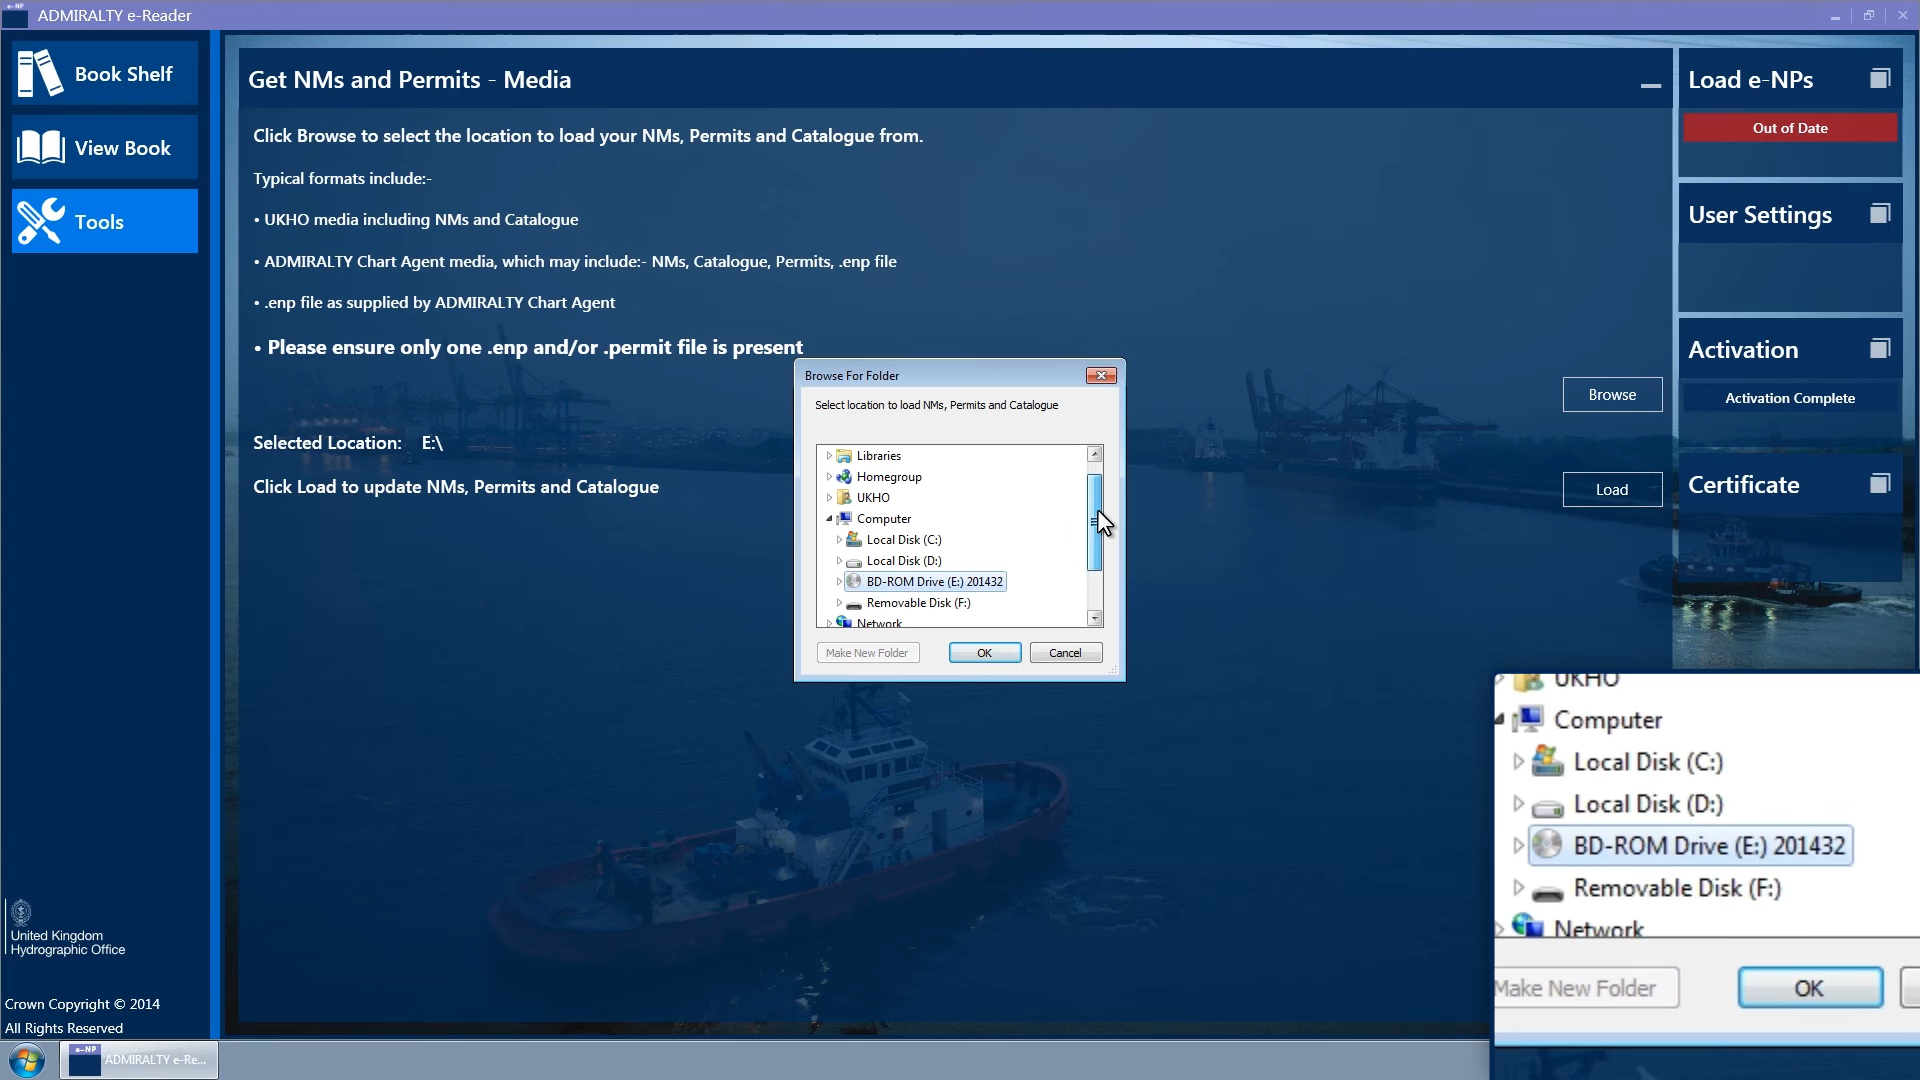 e-NP
ADMIRALTY e-Reader
Book Shelf
View Book
Tools
United Kingdom
Hydrographic Office
Crown Copyright © 2014
All Rights Reserved
Get NMs and Permits - Media
Click Browse to select the location to load your NMs, Permits and Catalogue from.
Typical formats include:-
• UKHO media including NMs and Catalogue
• ADMIRALTY Chart Agent media, which may include:- NMs, Catalogue, Permits, .enp file
• .enp file as supplied by ADMIRALTY Chart Agent
• Please ensure only one .enp and/or .permit file is present
Browse
Selected Location: E:\
Click Load to update NMs, Permits and Catalogue
Load
Browse For Folder
Select location to load NMs, Permits and Catalogue
Libraries
Homegroup
UKHO
Computer
Local Disk (C:)
Local Disk (D:)
BD-ROM Drive (E:) 201432
Removable Disk (F:)
Network
Make New Folder
OK
Cancel
Load e-NPs
Out of Date
User Settings
Activation
Activation Complete
Certificate
UKHO
Computer
Local Disk (C:)
Local Disk (D:)
BD-ROM Drive (E:) 201432
Removable Disk (F:)
Network
Make New Folder
OK
e-NP
ADMIRALTY e-Re...